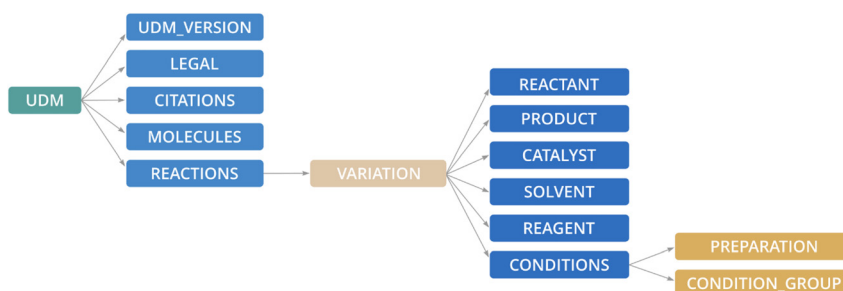 UDM
UDM_VERSION
LEGAL
CITATIONS
MOLECULES
REACTIONS
VARIATION
REACTANT
PRODUCT
CATALYST
SOLVENT
REAGENT
CONDITIONS
PREPARATION
CONDITION_GROUP